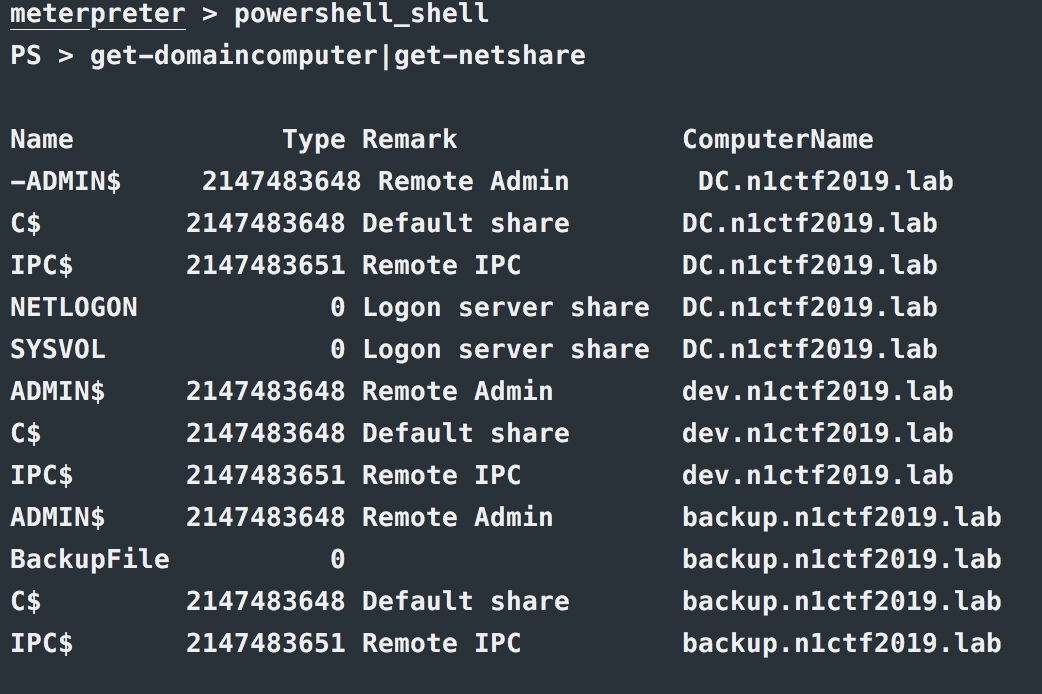 meterpreter > powershell_shell
PS > get-domaincomputer|get-netshare
Name Type Remark ComputerName
-ADMIN$ 2147483648 Remote Admin DC.n1ctf2019.lab
C$ 2147483648 Default share DC.n1ctf2019.lab
IPC$ 2147483651 Remote IPC DC.n1ctf2019.lab
NETLOGON 0 Logon server share DC.n1ctf2019.lab
SYSVOL 0 Logon server share DC.n1ctf2019.lab
ADMIN$ 2147483648 Remote Admin dev.n1ctf2019.lab
C$ 2147483648 Default share dev.n1ctf2019.lab
IPC$ 2147483651 Remote IPC dev.n1ctf2019.lab
ADMIN$ 2147483648 Remote Admin backup.n1ctf2019.lab
BackupFile 0 backup.n1ctf2019.lab
C$ 2147483648 Default share backup.n1ctf2019.lab
IPC$ 2147483651 Remote IPC backup.n1ctf2019.lab